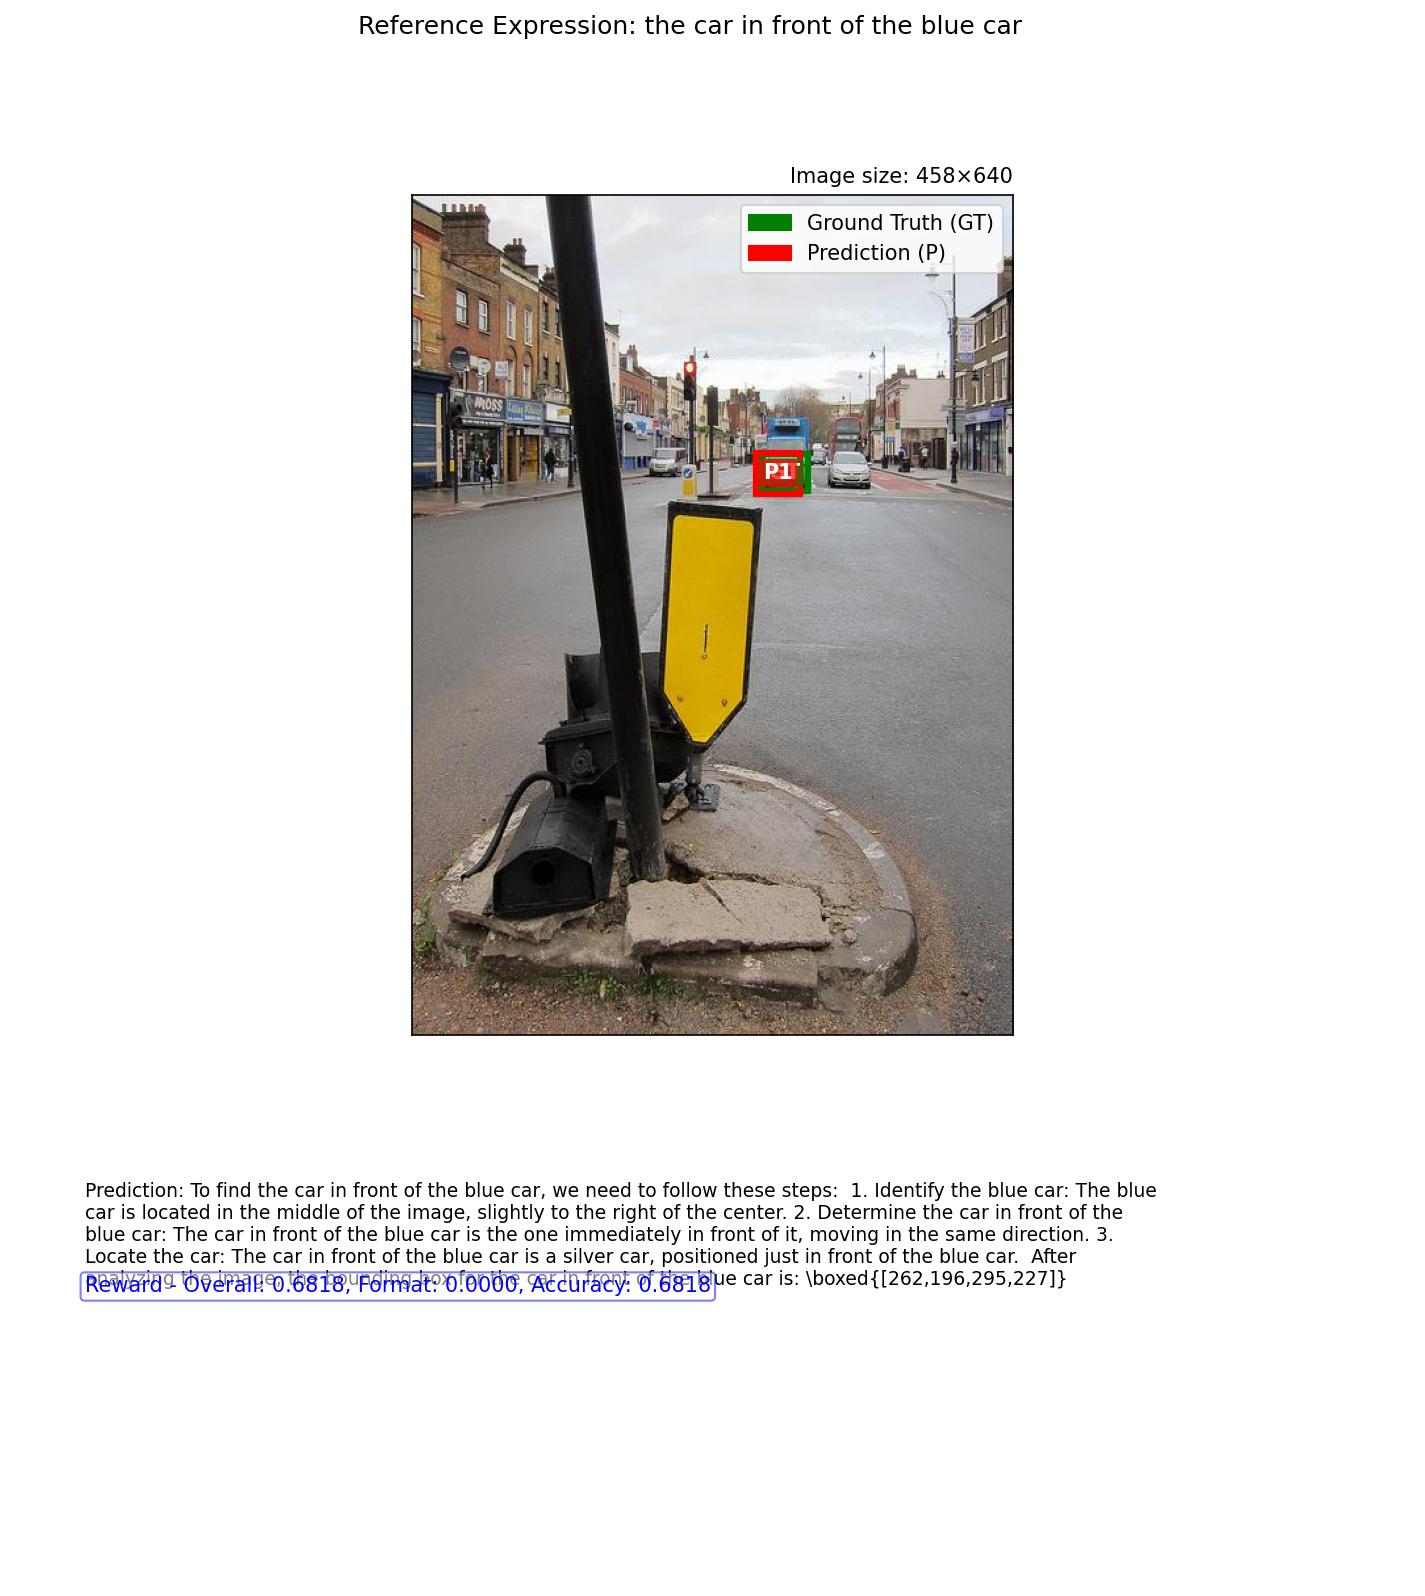 Reference Expression: the car in front of the blue car
Image size: 458×640
Ground Truth (GT)
Prediction (P)
MOSS
P1
Prediction: To find the car in front of the blue car, we need to follow these steps:  1. Identify the blue car: The blue
car is located in the middle of the image, slightly to the right of the center. 2. Determine the car in front of the
blue car: The car in front of the blue car is the one immediately in front of it, moving in the same direction. 3.
Locate the car: The car in front of the blue car is a silver car, positioned just in front of the blue car.  After
analyzing the image, the bounding box for the car in front of the blue car is: \boxed{[262,196,295,227]}
Reward - Overall: 0.6818, Format: 0.0000, Accuracy: 0.6818